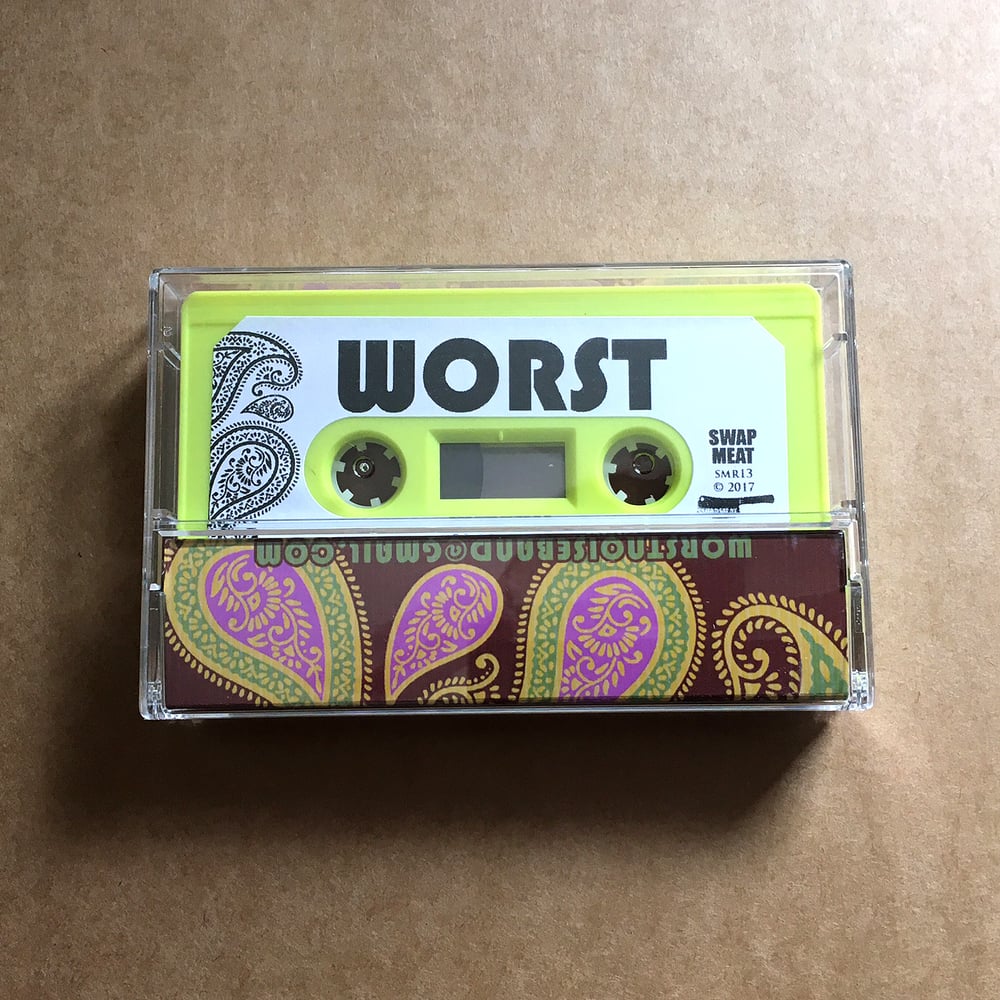 WORST
SWAP
MEAT
SMR13
© 2017
WORSTNOISEBAND@GMAIL.COM